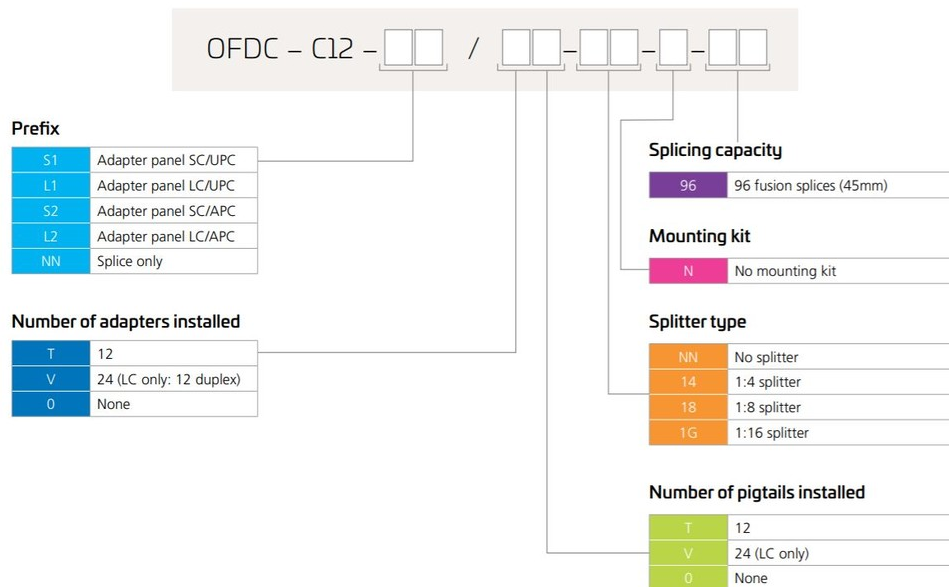 OFDC – C12 – / – – –
Prefix
S1 Adapter panel SC/UPC
L1 Adapter panel LC/UPC
S2 Adapter panel SC/APC
L2 Adapter panel LC/APC
NN Splice only
Number of adapters installed
T 12
V 24 (LC only: 12 duplex)
0 None
Splicing capacity
96 96 fusion splices (45mm)
Mounting kit
N No mounting kit
Splitter type
NN No splitter
14 1:4 splitter
18 1:8 splitter
1G 1:16 splitter
Number of pigtails installed
T 12
V 24 (LC only)
0 None